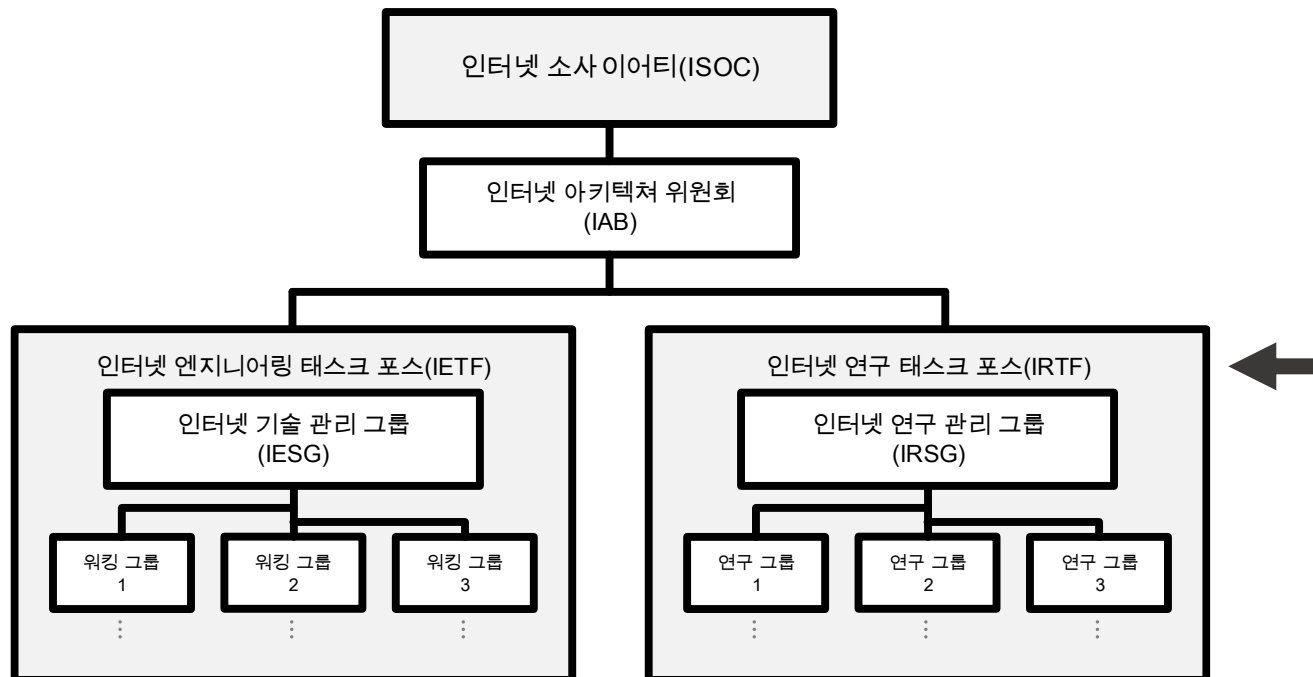 인터넷 소사이어티(ISOC)
인터넷 아키텍쳐 위원회
(IAB)
인터넷 엔지니어링 태스크 포스(IETF)
인터넷 기술 관리 그룹
(IESG)
워킹 그룹
1
워킹 그룹
2
워킹 그룹
3
⋮ ⋮ ⋮
인터넷 연구 태스크 포스(IRTF)
인터넷 연구 관리 그룹
(IRSG)
연구 그룹
1
연구 그룹
2
연구 그룹
3
⋮ ⋮ ⋮